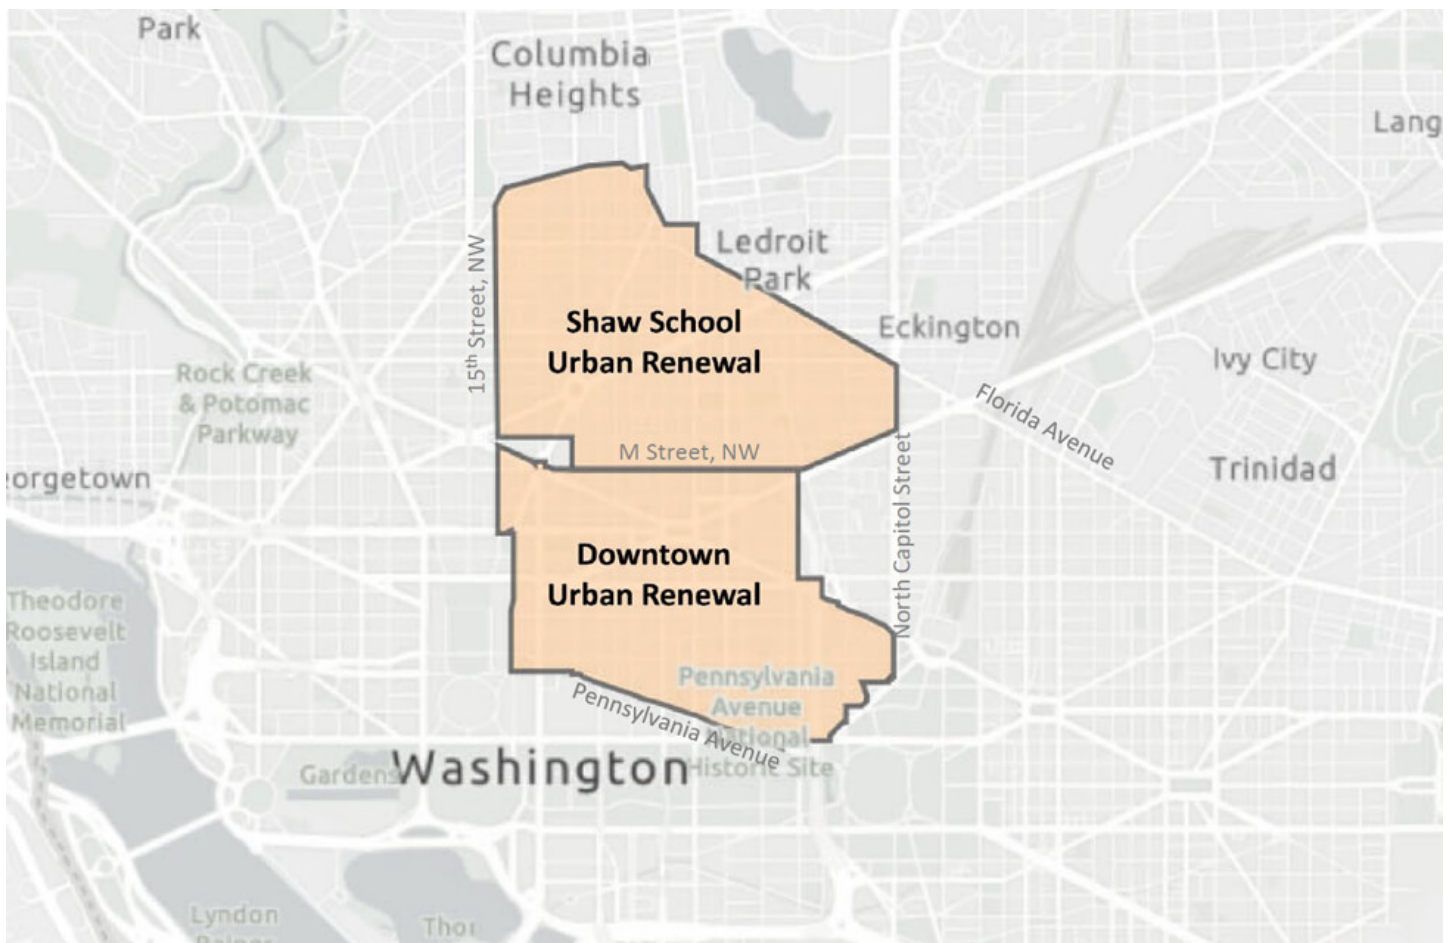 Park
Columbia
Heights
Lang
15th Street, NW
Ledroit
Park
Shaw School
Urban Renewal
Eckington
Ivy City
Rock Creek
& Potomac
Parkway
Florida Avenue
M Street, NW
eorgetown
Trinidad
North Capitol Street
Downtown
Urban Renewal
Theodore
Roosevelt
Island
National
Memorial
Pennsylvania
Avenue
National
Historic Site
Pennsylvania Avenue
Gardens
Washington
Lyndon
Thor